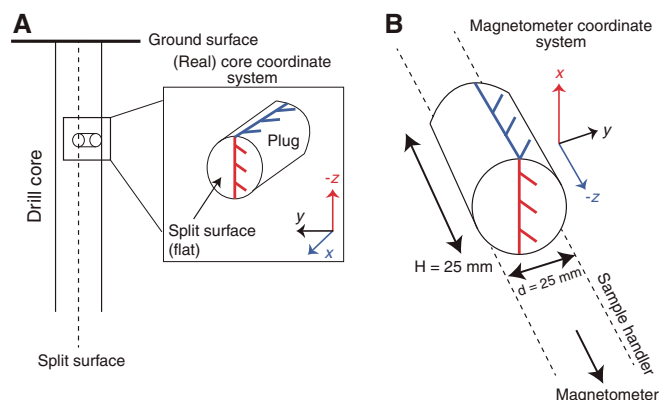 A
Ground surface
(Real) core coordinate
system
Drill core
Plug
-z
y
x
Split surface
(flat)
Split surface
B
Magnetometer coordinate
system
x
y
-z
H = 25 mm
d = 25 mm
Sample handler
Magnetometer